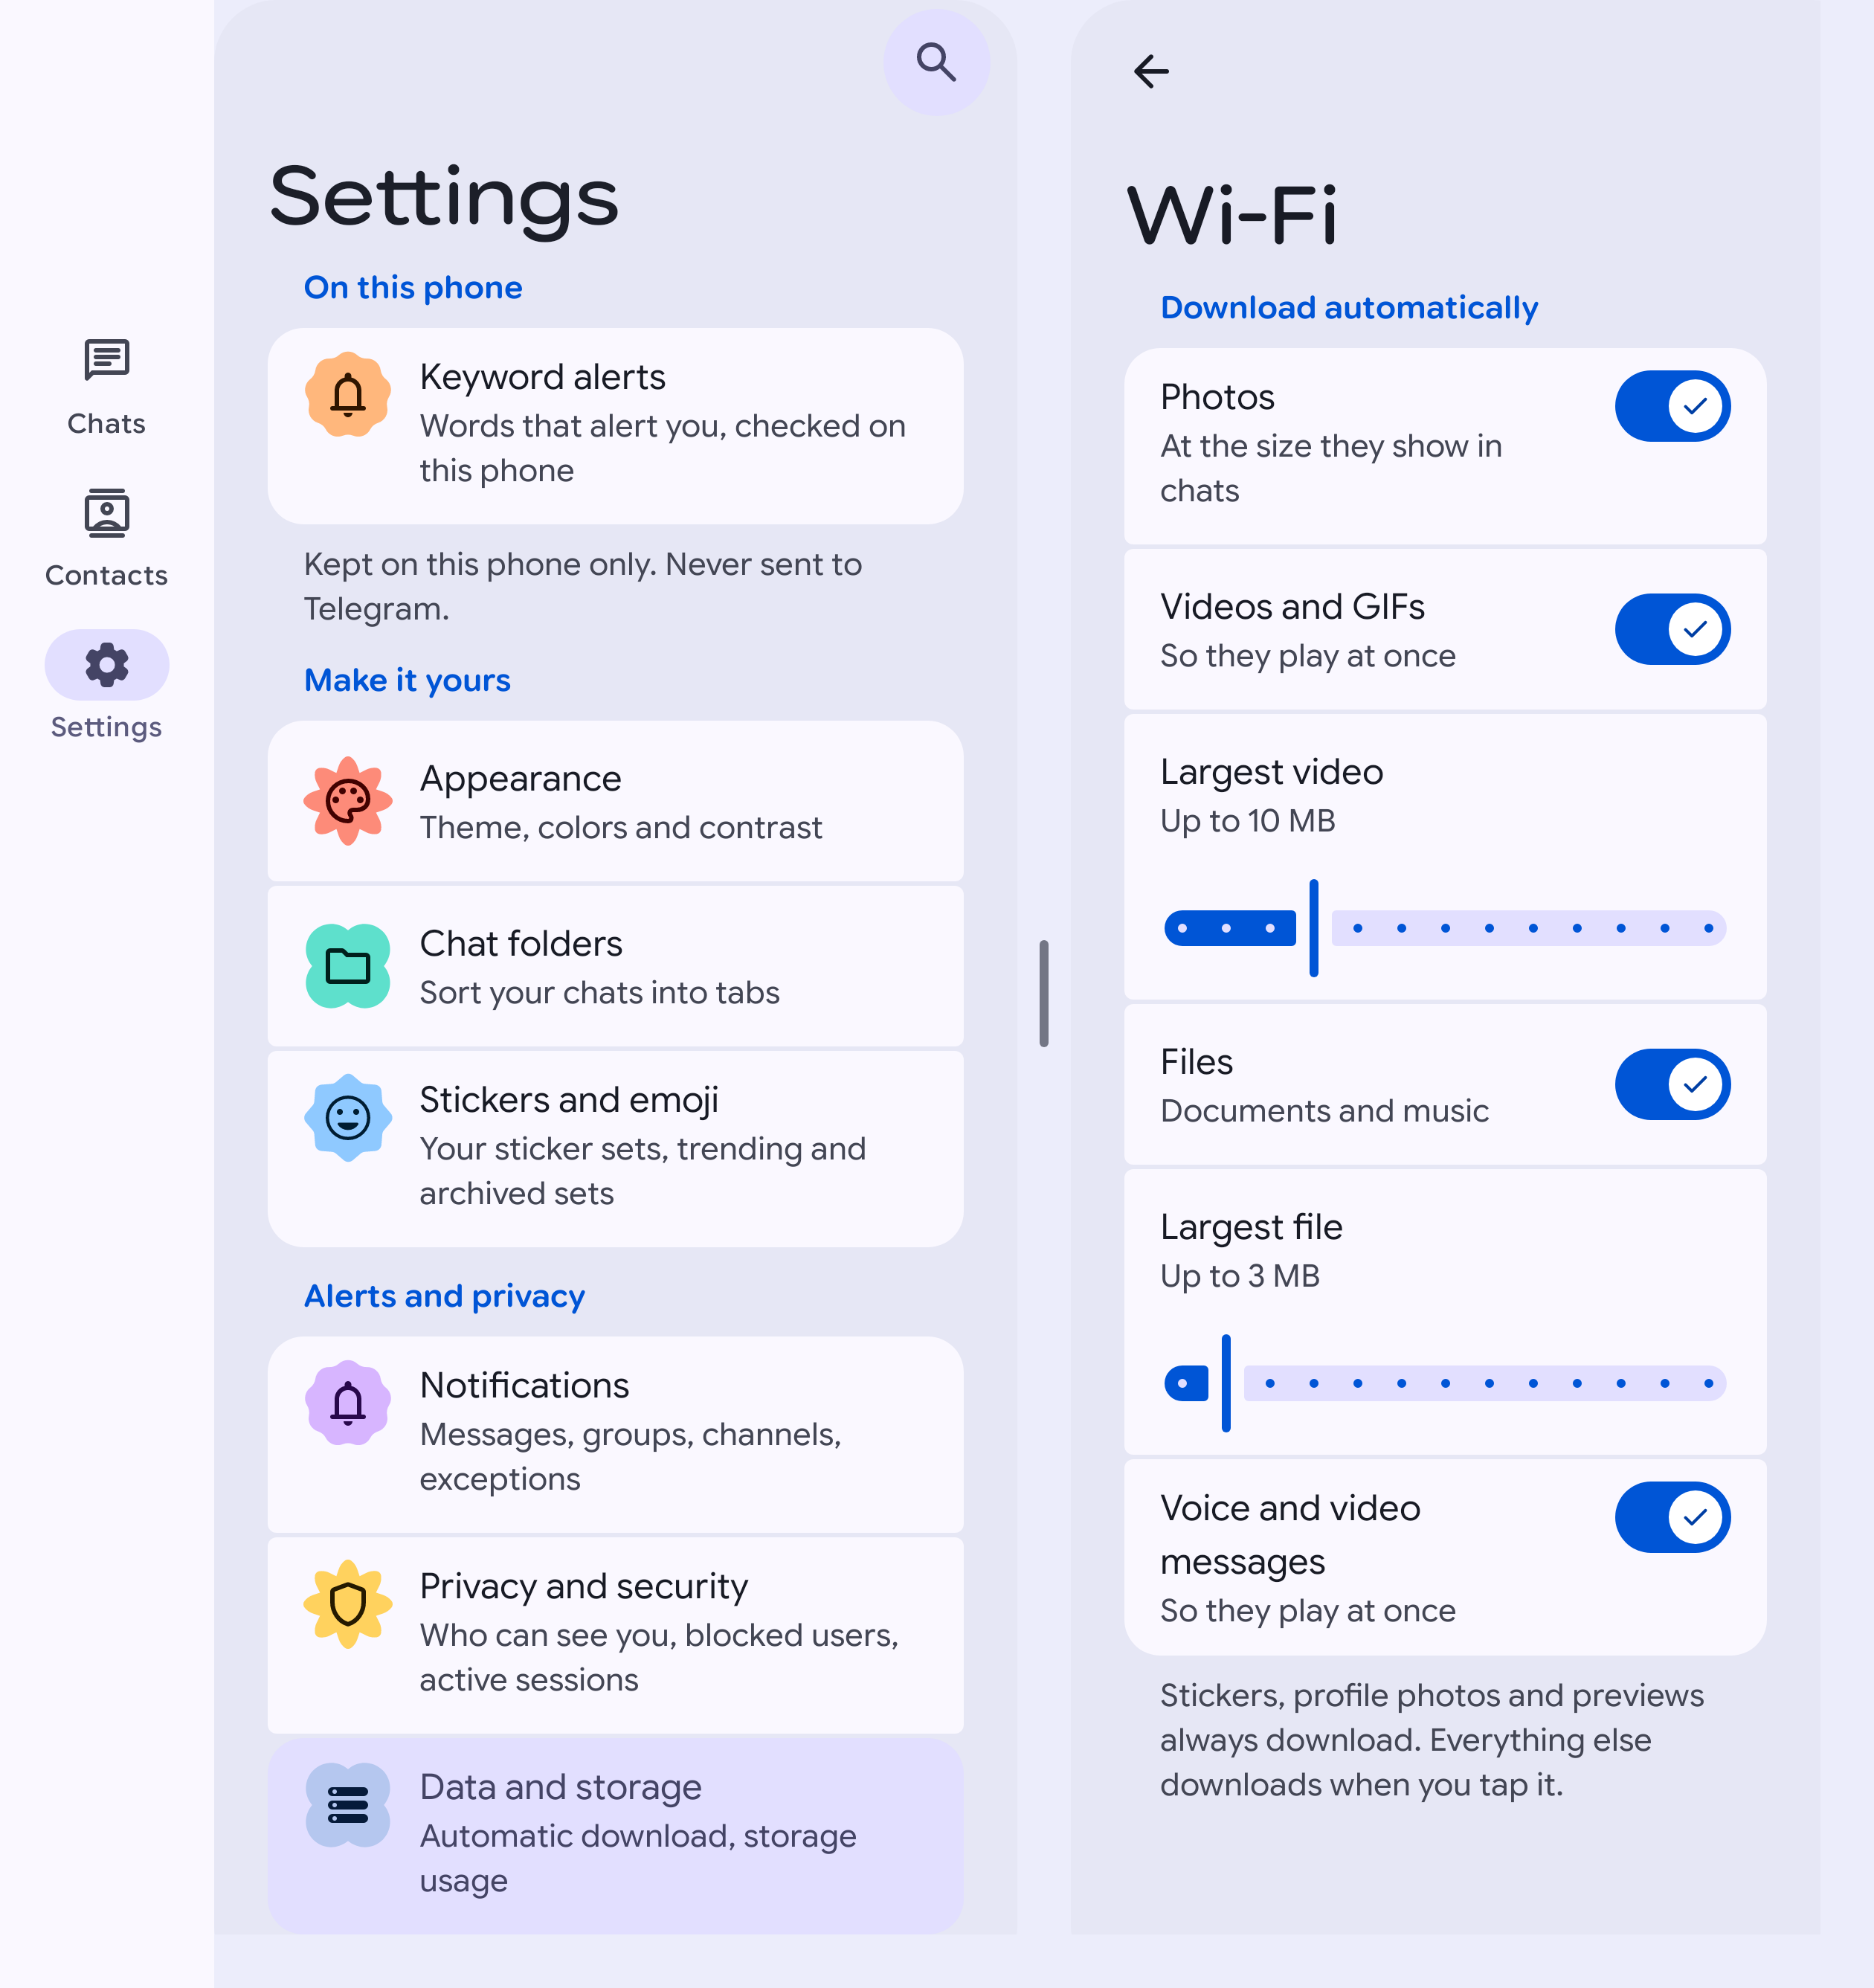 Chats
Contacts
Settings
Settings
On this phone
Keyword alerts
Words that alert you, checked on
this phone
Kept on this phone only. Never sent to
Telegram.
Make it yours
Appearance
Theme, colors and contrast
Chat folders
Sort your chats into tabs
Stickers and emoji
Your sticker sets, trending and
archived sets
Alerts and privacy
Notifications
Messages, groups, channels,
exceptions
Privacy and security
Who can see you, blocked users,
active sessions
Data and storage
Automatic download, storage
usage
Wi-Fi
Download automatically
Photos
At the size they show in
chats
Videos and GIFs
So they play at once
Largest video
Up to 10 MB
Files
Documents and music
Largest file
Up to 3 MB
Voice and video
messages
So they play at once
Stickers, profile photos and previews
always download. Everything else
downloads when you tap it.